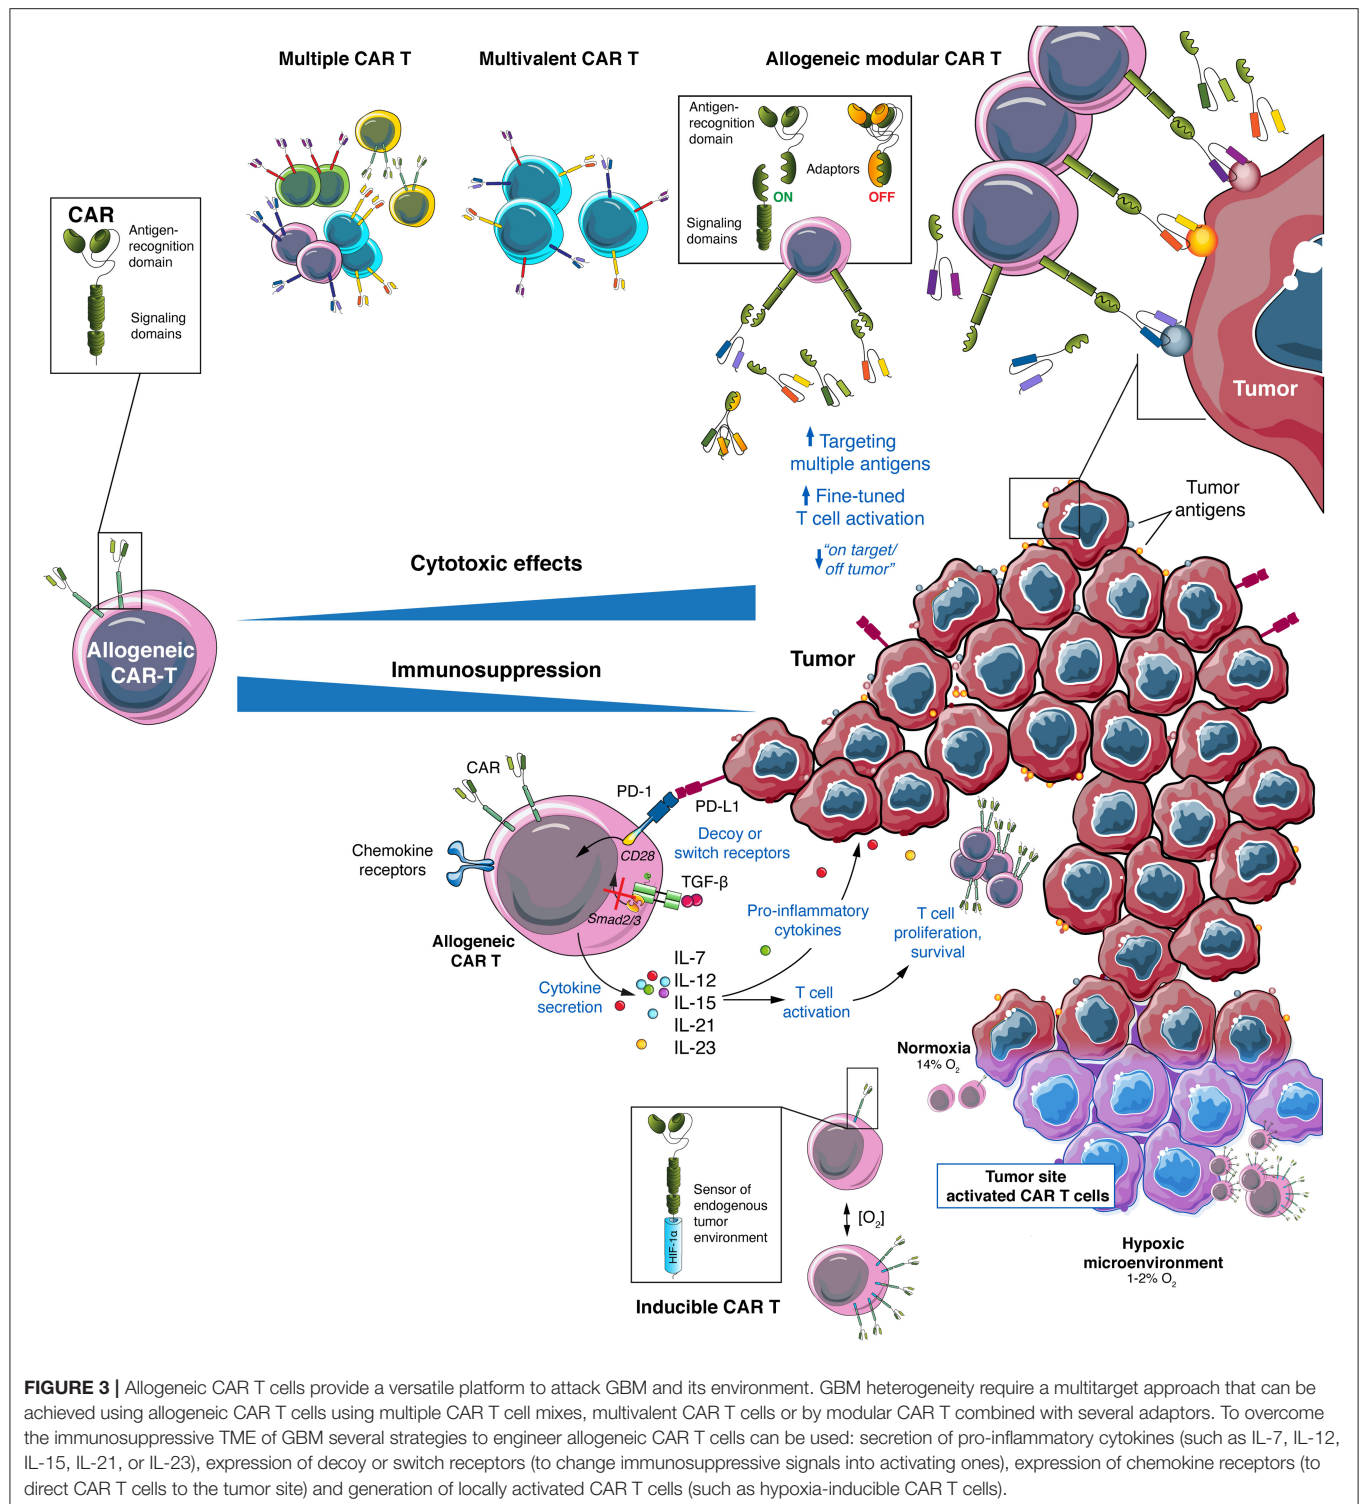 Multiple CAR T
Multivalent CAR T
Allogeneic modular CAR T
CAR
Antigen-
recognition
domain
Signaling
domains
Antigen-
recognition
domain
Adaptors
ON
OFF
Signaling
domains
Tumor
Targeting
multiple antigens
Fine-tuned
T cell activation
"on target/
off tumor"
Tumor
antigens
Cytotoxic effects
Allogeneic
CAR-T
Immunosuppression
Tumor
CAR
PD-1
PD-L1
Decoy or
switch receptors
CD28
Chemokine
receptors
TGF-β
Smad2/3
Allogeneic
CAR T
Pro-inflammatory
cytokines
T cell
proliferation,
survival
Cytokine
secretion
IL-7
IL-12
IL-15
IL-21
IL-23
T cell
activation
Normoxia
14% O₂
Sensor of
endogenous
tumor
environment
HIF-1α
[O₂]
Inducible CAR T
Tumor site
activated CAR T cells
Hypoxic
microenvironment
1-2% O₂
FIGURE 3 | Allogeneic CAR T cells provide a versatile platform to attack GBM and its environment. GBM heterogeneity require a multitarget approach that can be
achieved using allogeneic CAR T cells using multiple CAR T cell mixes, multivalent CAR T cells or by modular CAR T combined with several adaptors. To overcome
the immunosuppressive TME of GBM several strategies to engineer allogeneic CAR T cells can be used: secretion of pro-inflammatory cytokines (such as IL-7, IL-12,
IL-15, IL-21, or IL-23), expression of decoy or switch receptors (to change immunosuppressive signals into activating ones), expression of chemokine receptors (to
direct CAR T cells to the tumor site) and generation of locally activated CAR T cells (such as hypoxia-inducible CAR T cells).